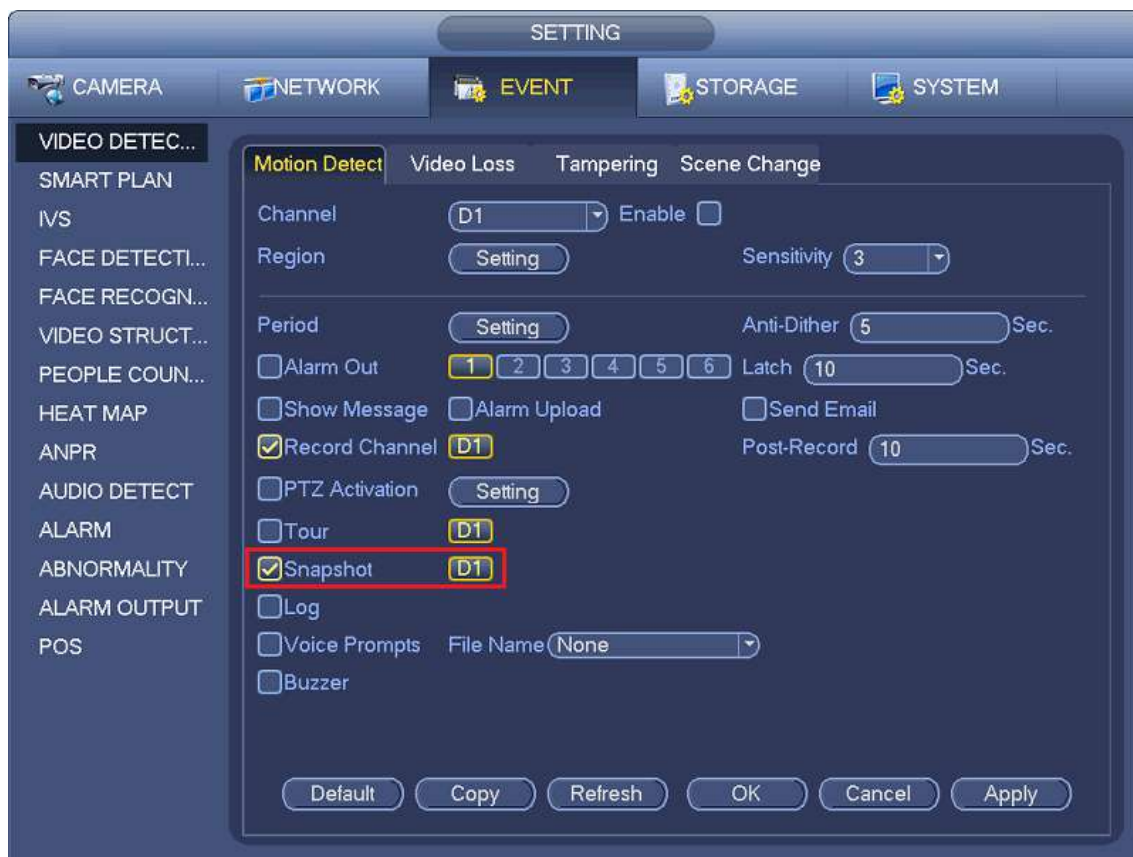 SETTING
CAMERA NETWORK EVENT STORAGE SYSTEM
VIDEO DETEC...
SMART PLAN
IVS
FACE DETECTI...
FACE RECOGN...
VIDEO STRUCT...
PEOPLE COUN...
HEAT MAP
ANPR
AUDIO DETECT
ALARM
ABNORMALITY
ALARM OUTPUT
POS
Motion Detect Video Loss Tampering Scene Change
Channel D1 Enable
Region Setting Sensitivity 3
Period Setting Anti-Dither 5 Sec.
Alarm Out 1 2 3 4 5 6 Latch 10 Sec.
Show Message Alarm Upload Send Email
Record Channel D1 Post-Record 10 Sec.
PTZ Activation Setting
Tour D1
Snapshot D1
Log
Voice Prompts File Name None
Buzzer
Default Copy Refresh OK Cancel Apply